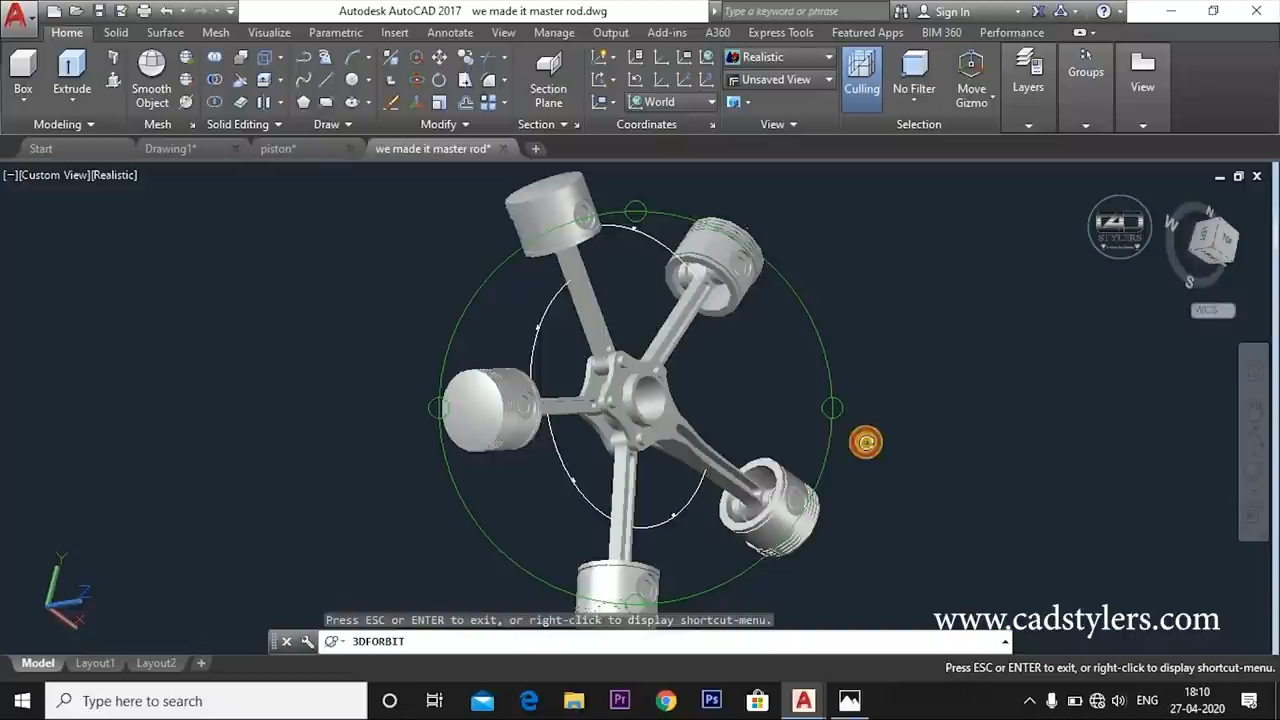 Autodesk AutoCAD 2017 we made it master rod.dwg
Type a keyword or phrase
Sign In
Home Solid Surface Mesh Visualize Parametric Insert Annotate View Manage Output Add-ins A360 Express Tools Featured Apps BIM 360 Performance
Box Extrude Smooth Object Section Plane Realistic Unsaved View World Culling No Filter Move Gizmo Layers Groups View
Modeling Mesh Solid Editing Draw Modify Section Coordinates View Selection
Start Drawing1* piston* we made it master rod*
[−][Custom View][Realistic]
STYLERS
N
W
S
WCS
Y
Z
X
Press ESC or ENTER to exit, or right-click to display shortcut-menu.
www.cadstylers.com
3DFORBIT
Model Layout1 Layout2
Press ESC or ENTER to exit, or right-click to display shortcut-menu.
Type here to search
Pr
Ps
A
ENG
18:10
27-04-2020